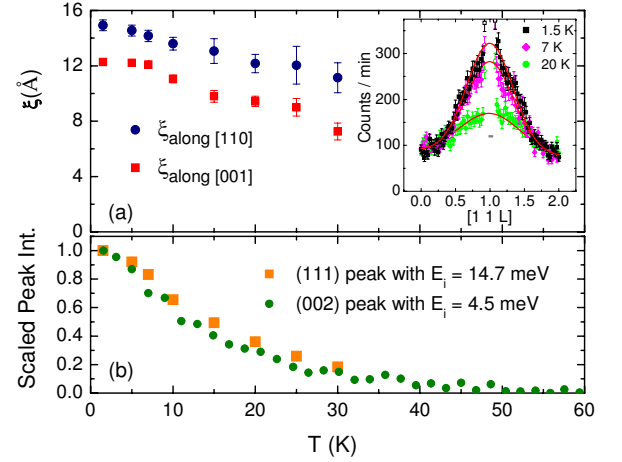 16
12
8
4
0
ξ(Å)
ξalong [110]
ξalong [001]
(a)
Counts / min
300
200
100
0
0.0 0.5 1.0 1.5 2.0
[1 1 L]
1.5 K
7 K
20 K
1.0
0.8
0.6
0.4
0.2
0.0
Scaled Peak Int.
(111) peak with Ei = 14.7 meV
(002) peak with Ei = 4.5 meV
(b)
0 10 20 30 40 50 60
T (K)